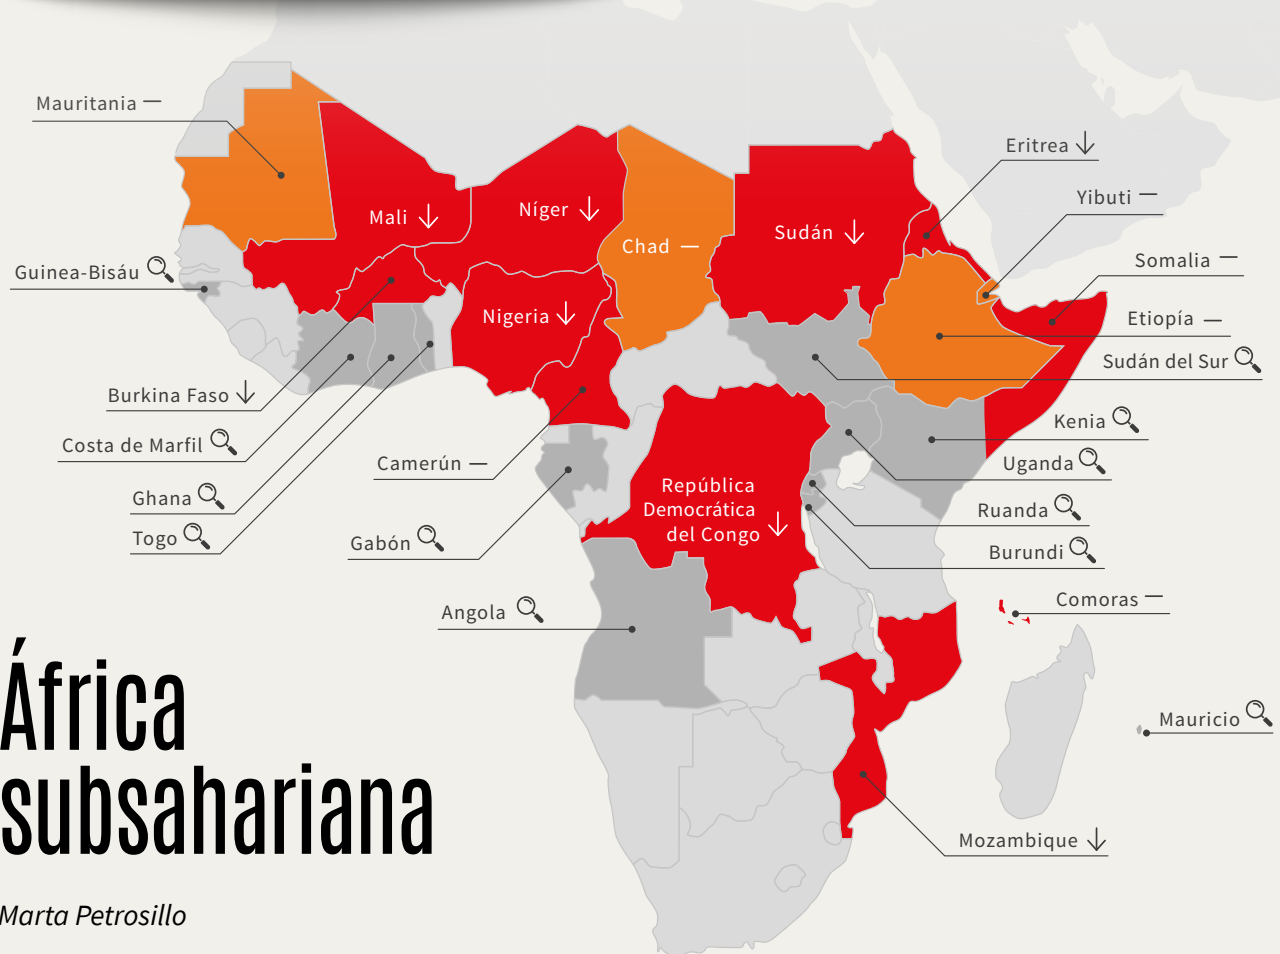 Mauritania
Eritrea
Yibuti
Mali
Níger
Sudán
Chad
Guinea-Bisáu
Somalia
Nigeria
Etiopía
Sudán del Sur
Burkina Faso
Kenia
Costa de Marfil
Camerún
Uganda
República
Democrática
del Congo
Ghana
Ruanda
Togo
Gabón
Burundi
Angola
Comoras
África
subsahariana
Mauricio
Mozambique
Marta Petrosillo